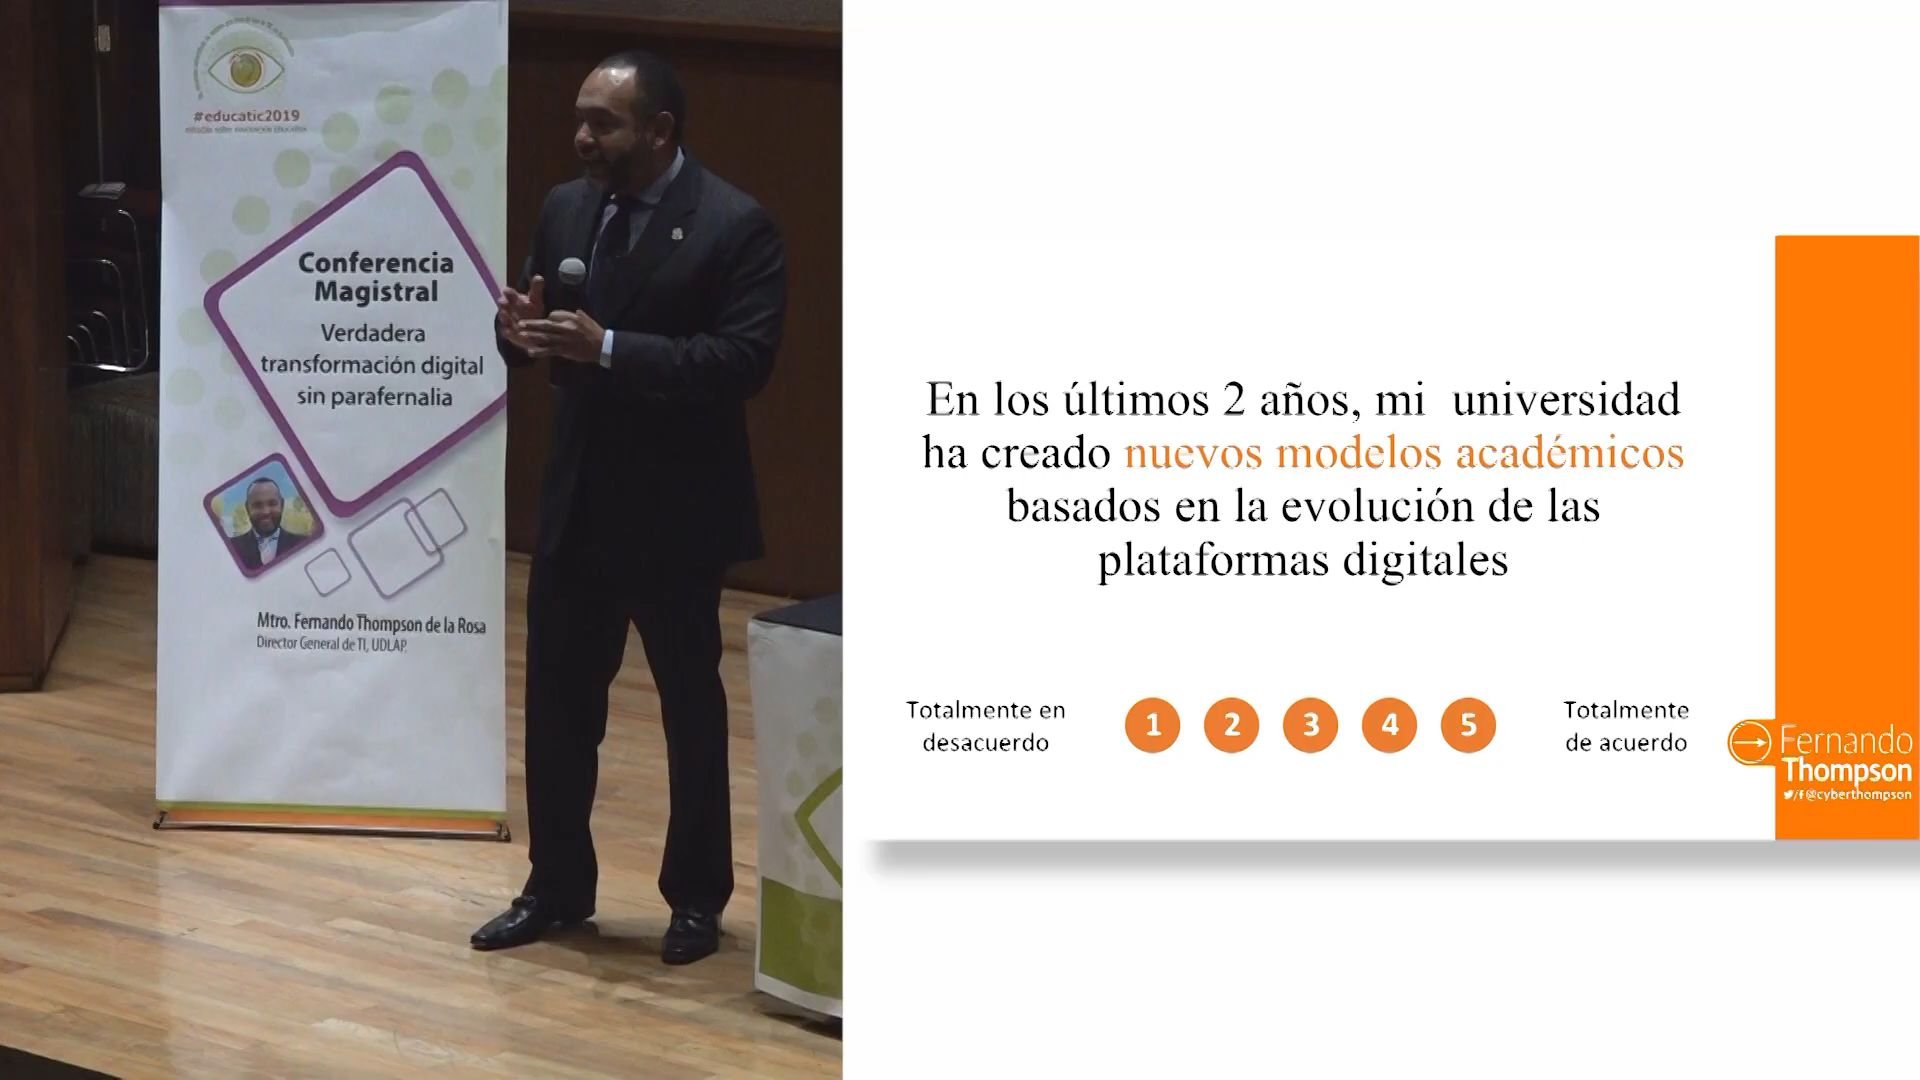 #educatic2019
Conferencia
Magistral
Verdadera
transformación digital
sin parafernalia
Mtro. Fernando Thompson de la Rosa
Director General de TI, UDLAP.
En los últimos 2 años, mi universidad
ha creado nuevos modelos académicos
basados en la evolución de las
plataformas digitales
Totalmente en
desacuerdo
1 2 3 4 5
Totalmente
de acuerdo
Fernando
Thompson
/f@cyberthompson